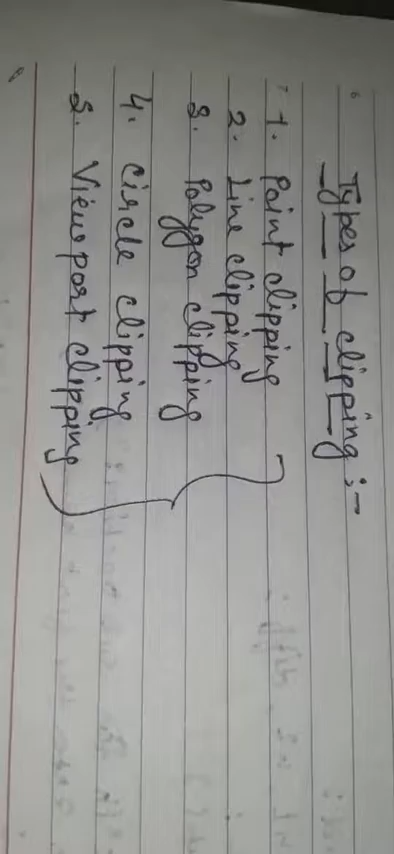 Types of clipping :-
1. Point clipping
2. Line clipping
3. Polygon clipping
4. circle clipping
5. Viewport clipping